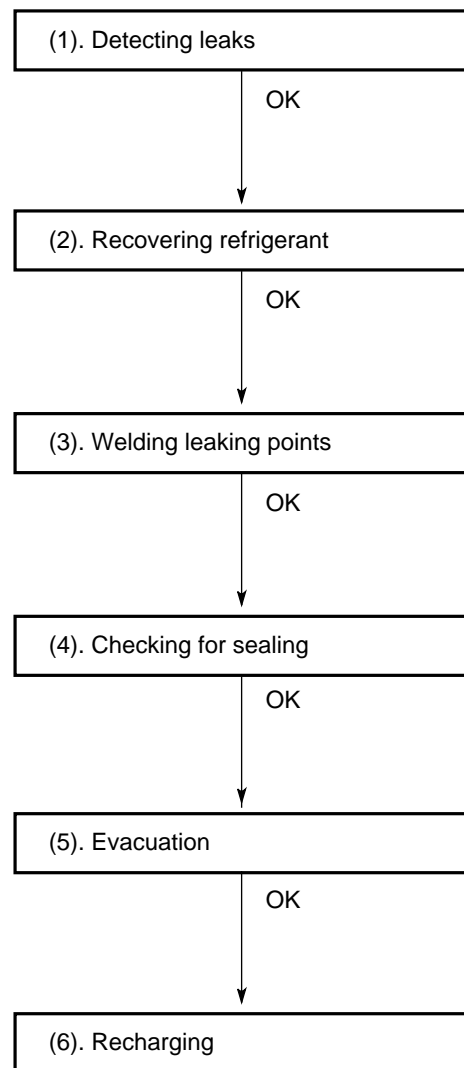 (1). Detecting leaks
OK
(2). Recovering refrigerant
OK
(3). Welding leaking points
OK
(4). Checking for sealing
OK
(5). Evacuation
OK
(6). Recharging